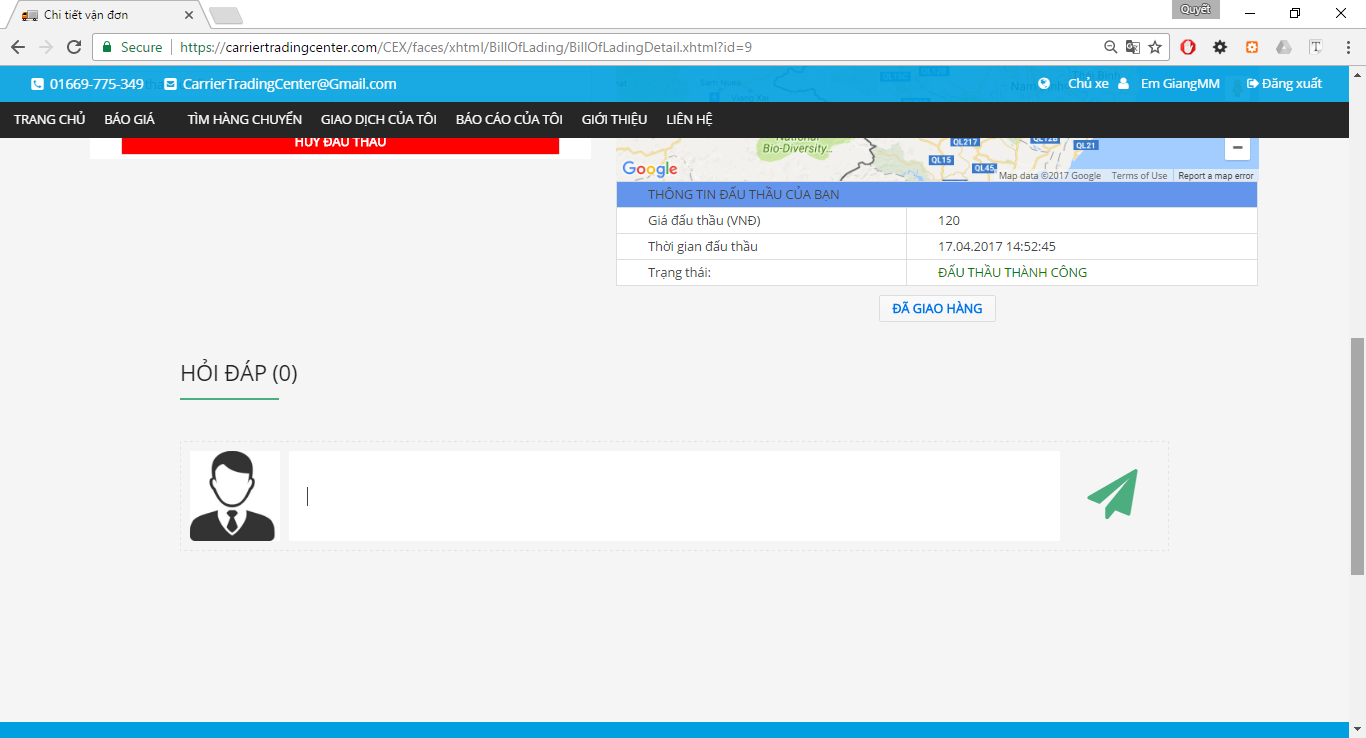 Chi tiết vận đơn
Quyết
Secure
https://carriertradingcenter.com/CEX/faces/xhtml/BillOfLading/BillOfLadingDetail.xhtml?id=9
01669-775-349
CarrierTradingCenter@Gmail.com
Chủ xe
Em GiangMM
Đăng xuất
TRANG CHỦ BÁO GIÁ TÌM HÀNG CHUYỂN GIAO DỊCH CỦA TÔI BÁO CÁO CỦA TÔI GIỚI THIỆU LIÊN HỆ
HỦY ĐẤU THẦU
National
Bio-Diversity...
QL217
QL21
QL15
QL45
Google
Map data ©2017 Google Terms of Use Report a map error
THÔNG TIN ĐẤU THẦU CỦA BẠN
Giá đấu thầu (VNĐ) 120
Thời gian đấu thầu 17.04.2017 14:52:45
Trạng thái: ĐẤU THẦU THÀNH CÔNG
ĐÃ GIAO HÀNG
HỎI ĐÁP (0)